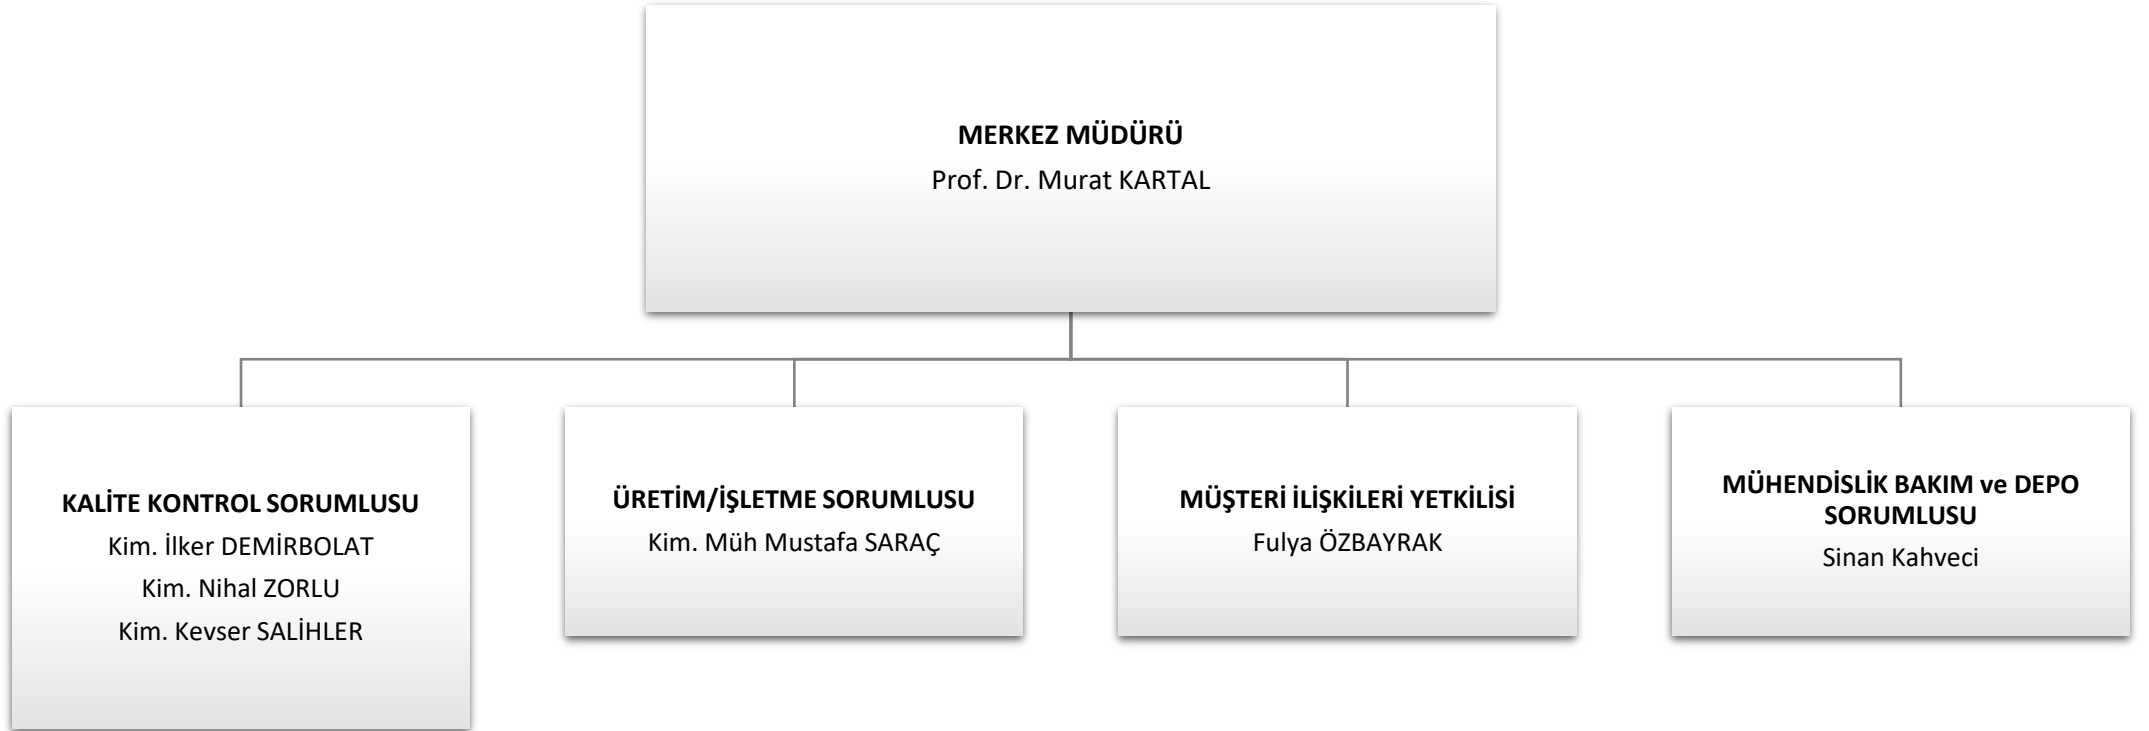 MERKEZ MÜDÜRÜ
Prof. Dr. Murat KARTAL
KALİTE KONTROL SORUMLUSU
Kim. İlker DEMİRBOLAT
Kim. Nihal ZORLU
Kim. Kevser SALİHLER
ÜRETİM/İŞLETME SORUMLUSU
Kim. Müh Mustafa SARAÇ
MÜŞTERİ İLİŞKİLERİ YETKİLİSİ
Fulya ÖZBAYRAK
MÜHENDİSLİK BAKIM ve DEPO
SORUMLUSU
Sinan Kahveci